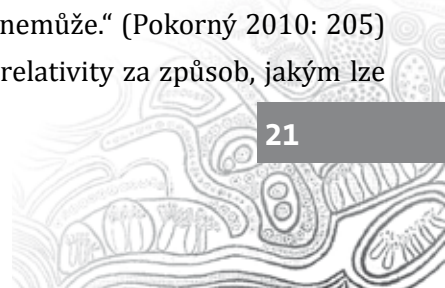 nemůže.“ (Pokorný 2010: 205)
relativity za způsob, jakým lze
21